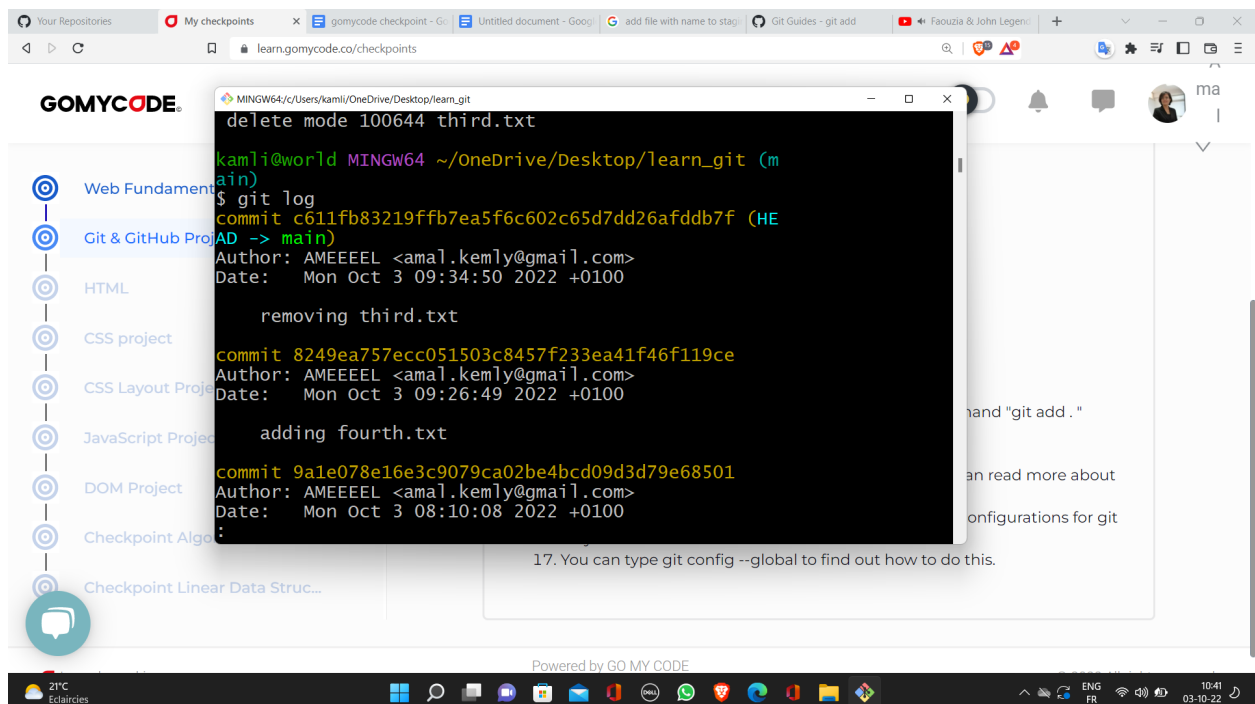 Your Repositories
My checkpoints
gomycode checkpoint - Go
Untitled document - Googl
add file with name to stagi
Git Guides - git add
Faouzia & John Legend
learn.gomycode.co/checkpoints
GOMYCODE
ma
l
MINGW64:/c/Users/kamli/OneDrive/Desktop/learn_git
delete mode 100644 third.txt
kamli@world MINGW64 ~/OneDrive/Desktop/learn_git (m
ain)
$ git log
commit c611fb83219ffb7ea5f6c602c65d7dd26afddb7f (HE
AD -> main)
Author: AMEEEEL <amal.kemly@gmail.com>
Date:   Mon Oct 3 09:34:50 2022 +0100
removing third.txt
commit 8249ea757ecc051503c8457f233ea41f46f119ce
Author: AMEEEEL <amal.kemly@gmail.com>
Date:   Mon Oct 3 09:26:49 2022 +0100
adding fourth.txt
commit 9a1e078e16e3c9079ca02be4bcd09d3d79e68501
Author: AMEEEEL <amal.kemly@gmail.com>
Date:   Mon Oct 3 08:10:08 2022 +0100
:
Web Fundament
Git & GitHub Proj
HTML
CSS project
CSS Layout Proje
JavaScript Projec
DOM Project
Checkpoint Algo
Checkpoint Linear Data Struc...
nand "git add . "
an read more about
onfigurations for git
17. You can type git config --global to find out how to do this.
Powered by GO MY CODE
21°C
Eclaircies
DELL
ENG
FR
10:41
03-10-22